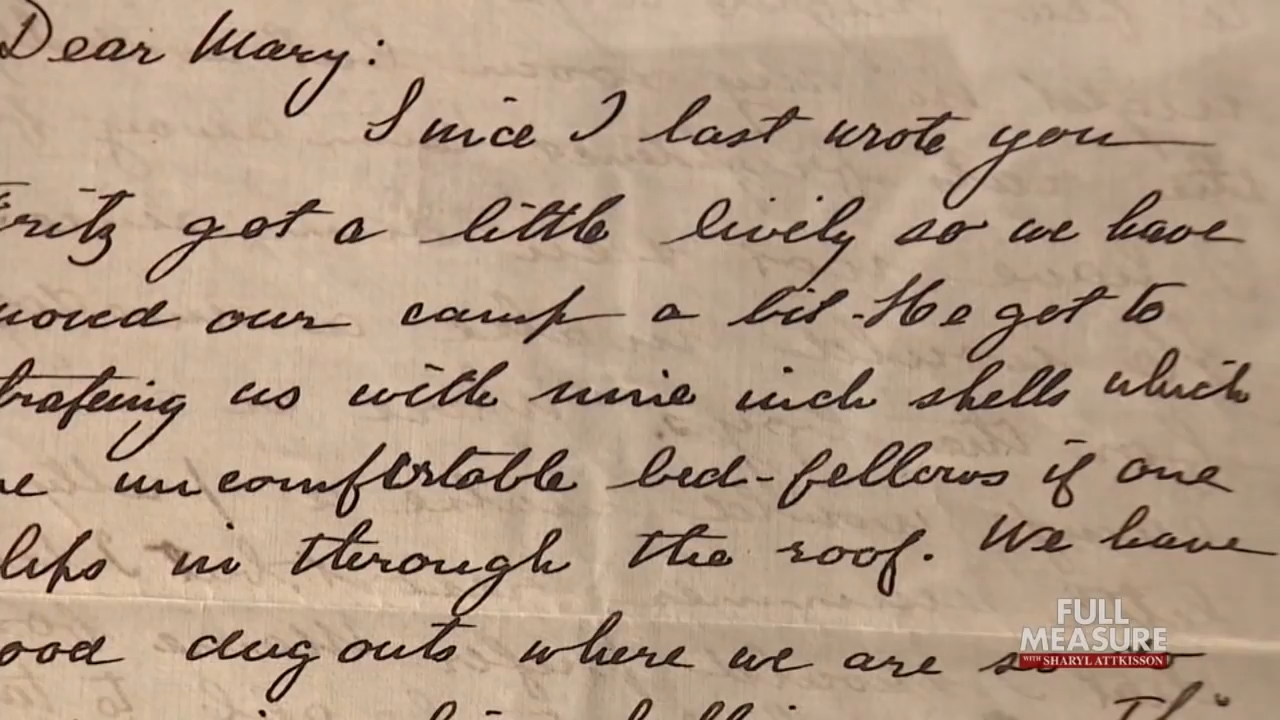 Dear Mary:
Since I last wrote you
Fritz got a little lively so we have
moved our camp a bit. He got to
strafeing us with nine inch shells which
uncomfortable bed-fellows if one
slips in through the roof. We have
good dug outs where we are
FULL
MEASURE
WITH SHARYL ATTKISSON